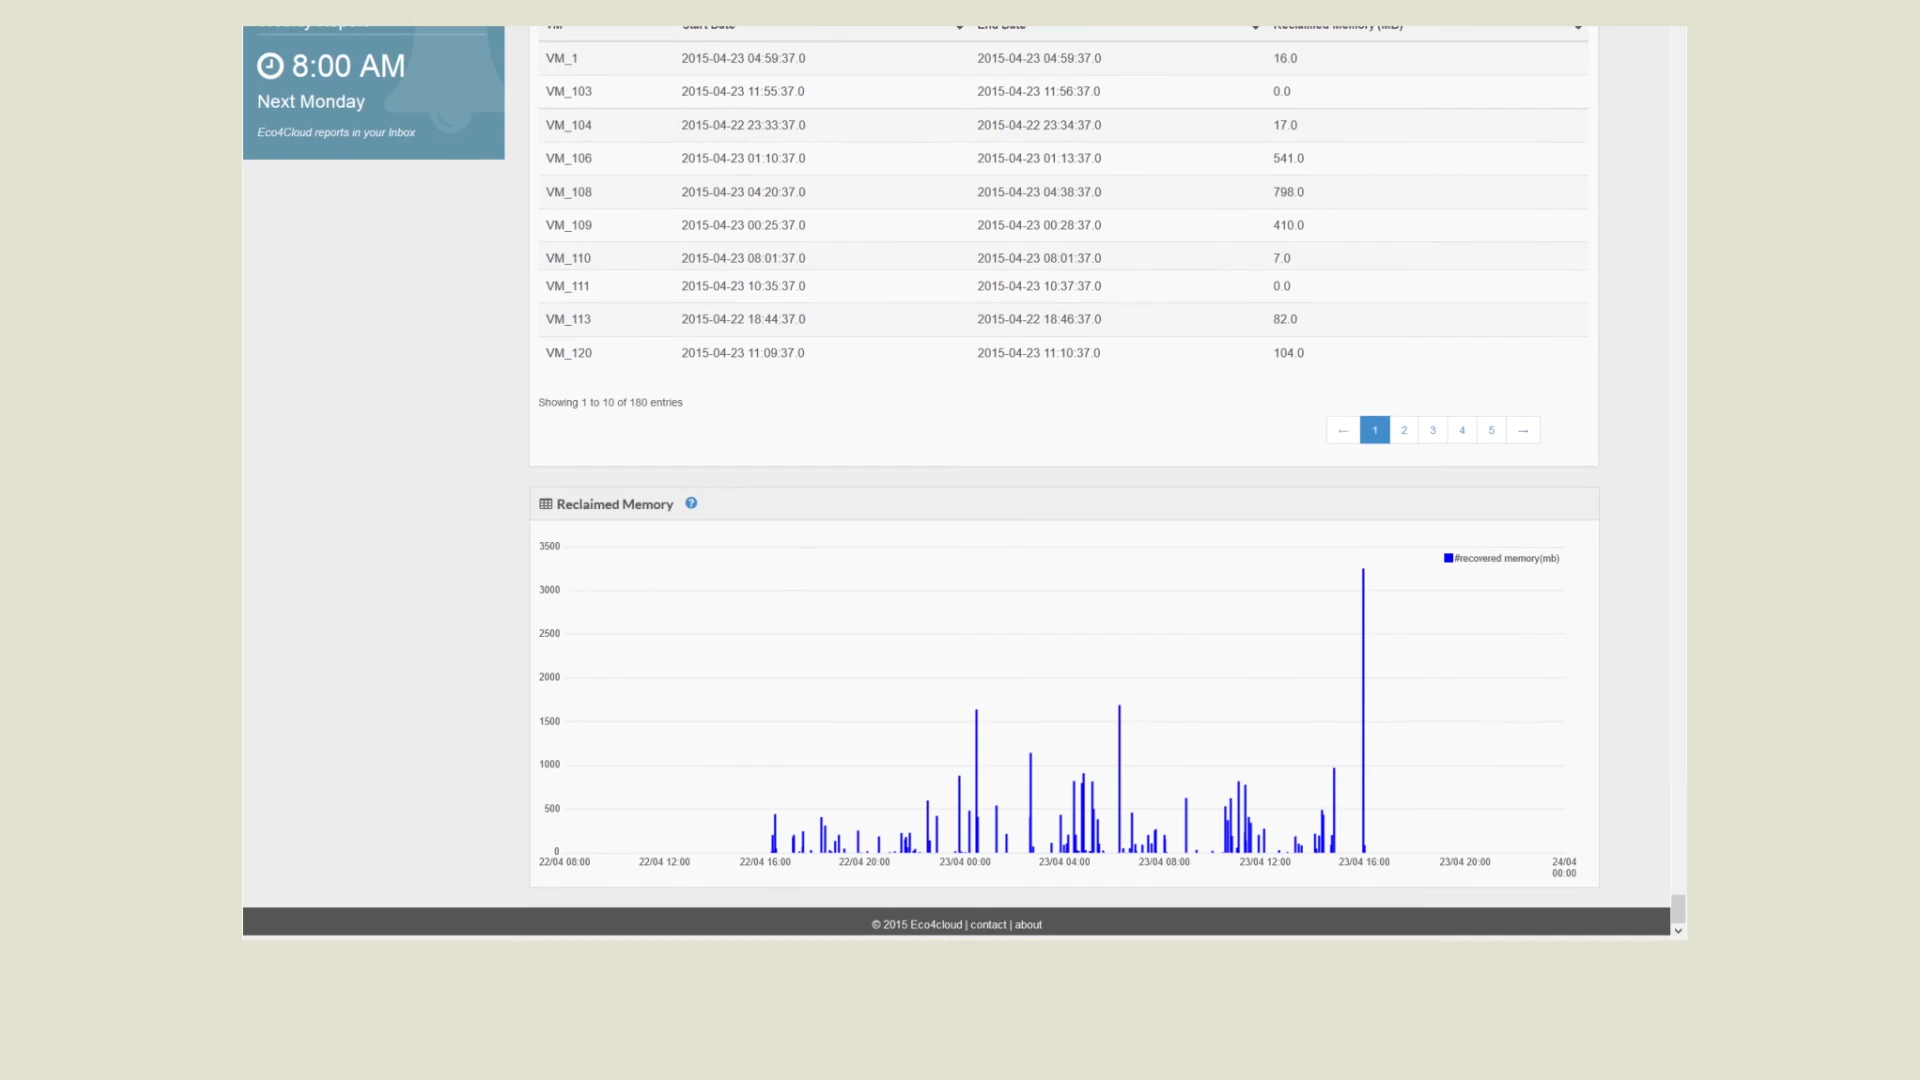 8:00 AM
Next Monday
Eco4Cloud reports in your Inbox
VM Start Date End Date Reclaimed Memory (MB)
VM_1 2015-04-23 04:59:37.0 2015-04-23 04:59:37.0 16.0
VM_103 2015-04-23 11:55:37.0 2015-04-23 11:56:37.0 0.0
VM_104 2015-04-22 23:33:37.0 2015-04-22 23:34:37.0 17.0
VM_106 2015-04-23 01:10:37.0 2015-04-23 01:13:37.0 541.0
VM_108 2015-04-23 04:20:37.0 2015-04-23 04:38:37.0 798.0
VM_109 2015-04-23 00:25:37.0 2015-04-23 00:28:37.0 410.0
VM_110 2015-04-23 08:01:37.0 2015-04-23 08:01:37.0 7.0
VM_111 2015-04-23 10:35:37.0 2015-04-23 10:37:37.0 0.0
VM_113 2015-04-22 18:44:37.0 2015-04-22 18:46:37.0 82.0
VM_120 2015-04-23 11:09:37.0 2015-04-23 11:10:37.0 104.0
Showing 1 to 10 of 180 entries
← 1 2 3 4 5 →
Reclaimed Memory ?
3500
#recovered memory(mb)
3000
2500
2000
1500
1000
500
0
22/04 08:00 22/04 12:00 22/04 16:00 22/04 20:00 23/04 00:00 23/04 04:00 23/04 08:00 23/04 12:00 23/04 16:00 23/04 20:00 24/04
00:00
© 2015 Eco4cloud | contact | about